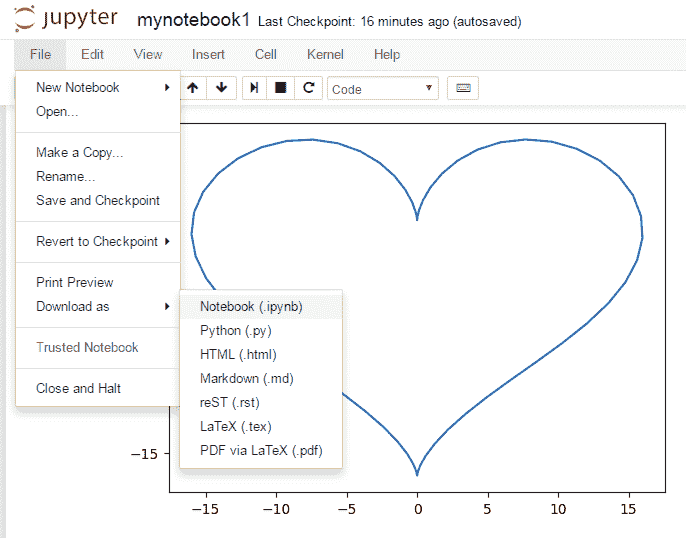 jupyter mynotebook1 Last Checkpoint: 16 minutes ago (autosaved)
File Edit View Insert Cell Kernel Help
New Notebook
Code
Open...
Make a Copy...
Rename...
Save and Checkpoint
Revert to Checkpoint
Print Preview
Download as
Trusted Notebook
Close and Halt
Notebook (.ipynb)
Python (.py)
HTML (.html)
Markdown (.md)
reST (.rst)
LaTeX (.tex)
PDF via LaTeX (.pdf)
−15
−15 −10 −5 0 5 10 15